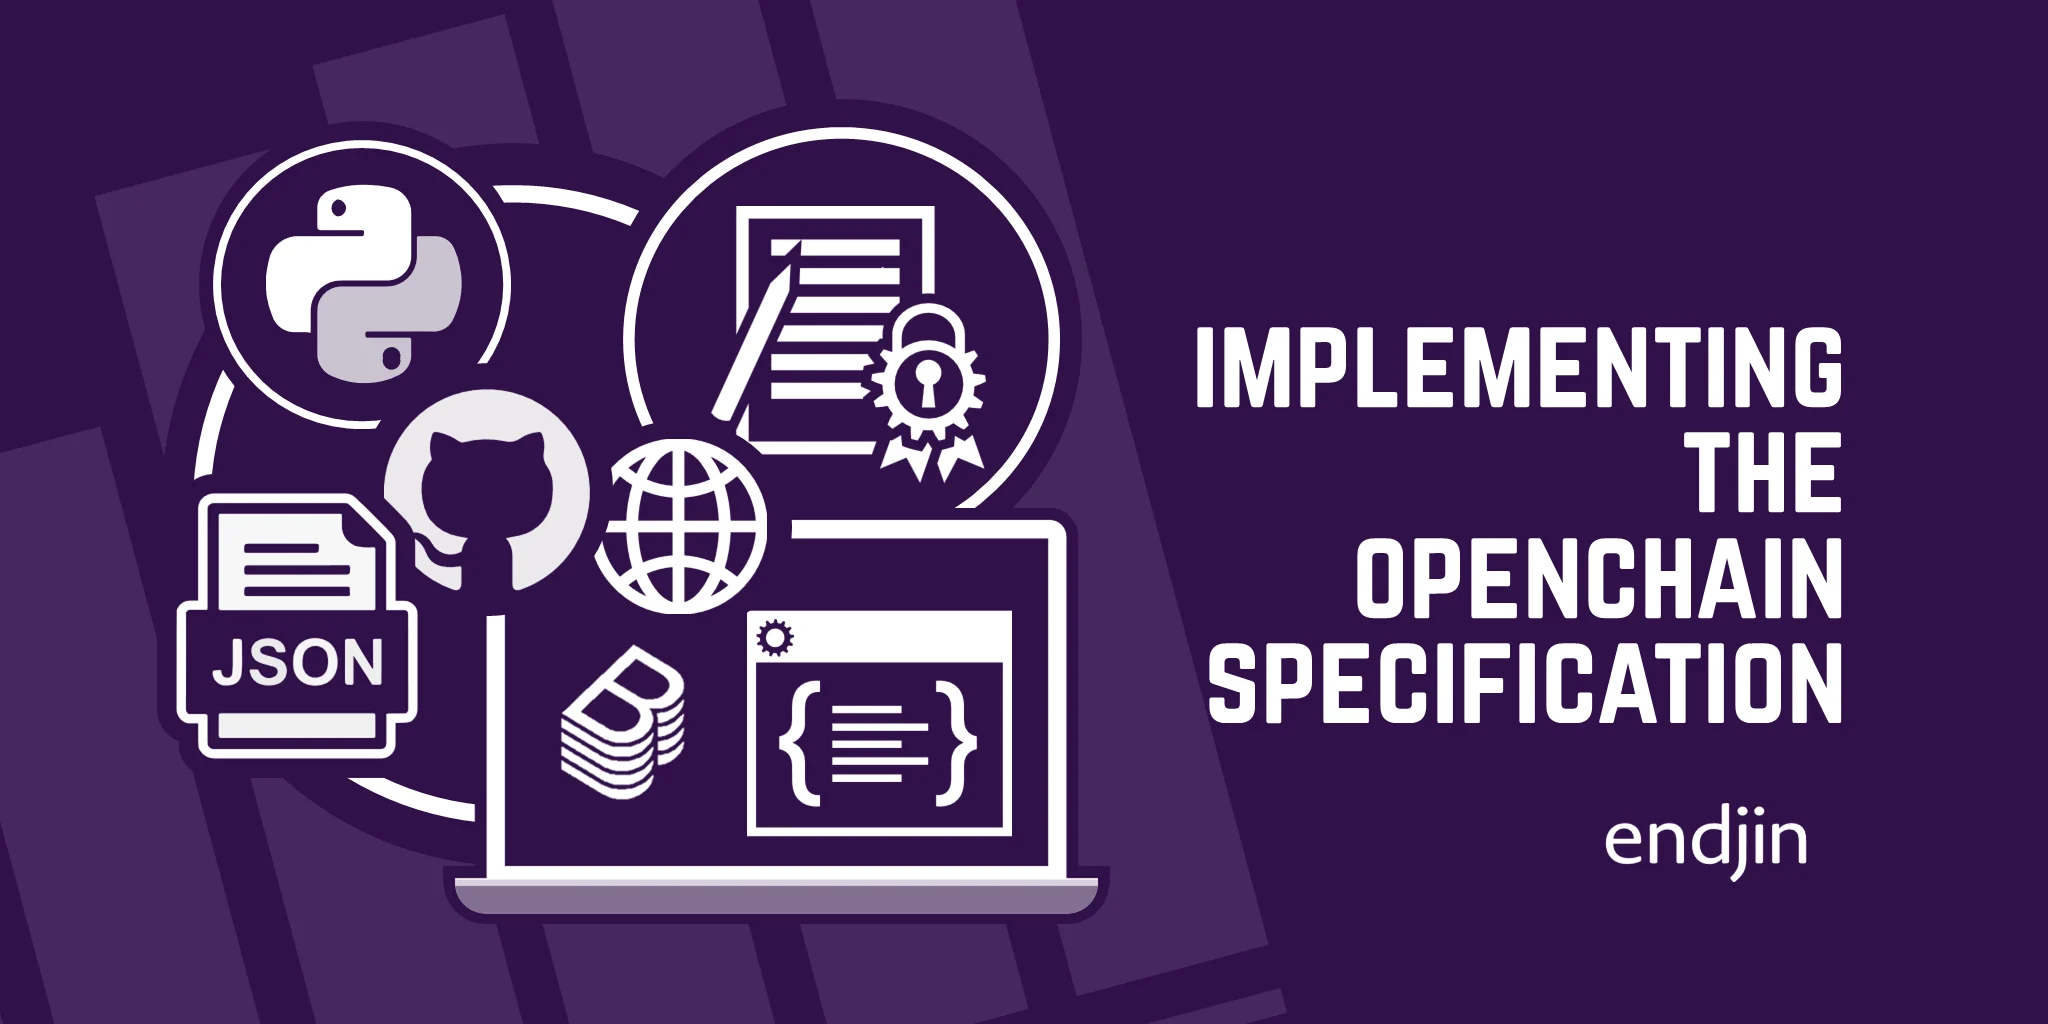 IMPLEMENTING
THE
OPENCHAIN
SPECIFICATION
endjin
JSON
B
{ }